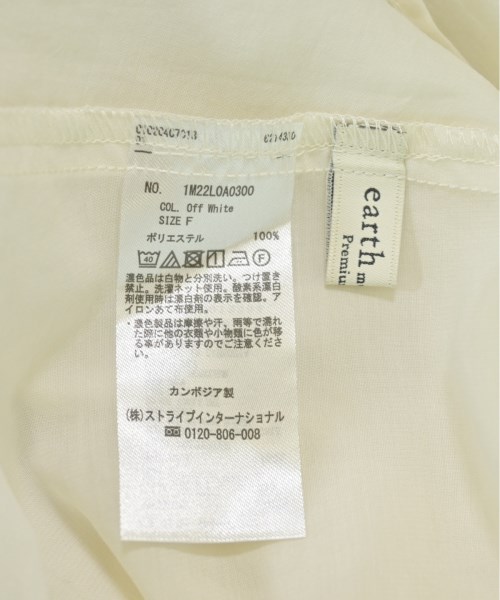 NO. 1M22L0A0300
COL. Off White
SIZE F
ポリエステル 100%
40
濃色品は白物と分別洗い。つけ置き
禁止。洗濯ネット使用。酸素系漂白
剤使用時は漂白剤の表示を確認。ア
イロンあて布使用。
・濃色製品は摩擦や汗、雨等で濡れ
た際に他の衣類や小物類に色が移
る事がありますのでご注意くださ
い。
カンボジア製
(株)ストライプインターナショナル
0120-806-008
earth m
Premiu